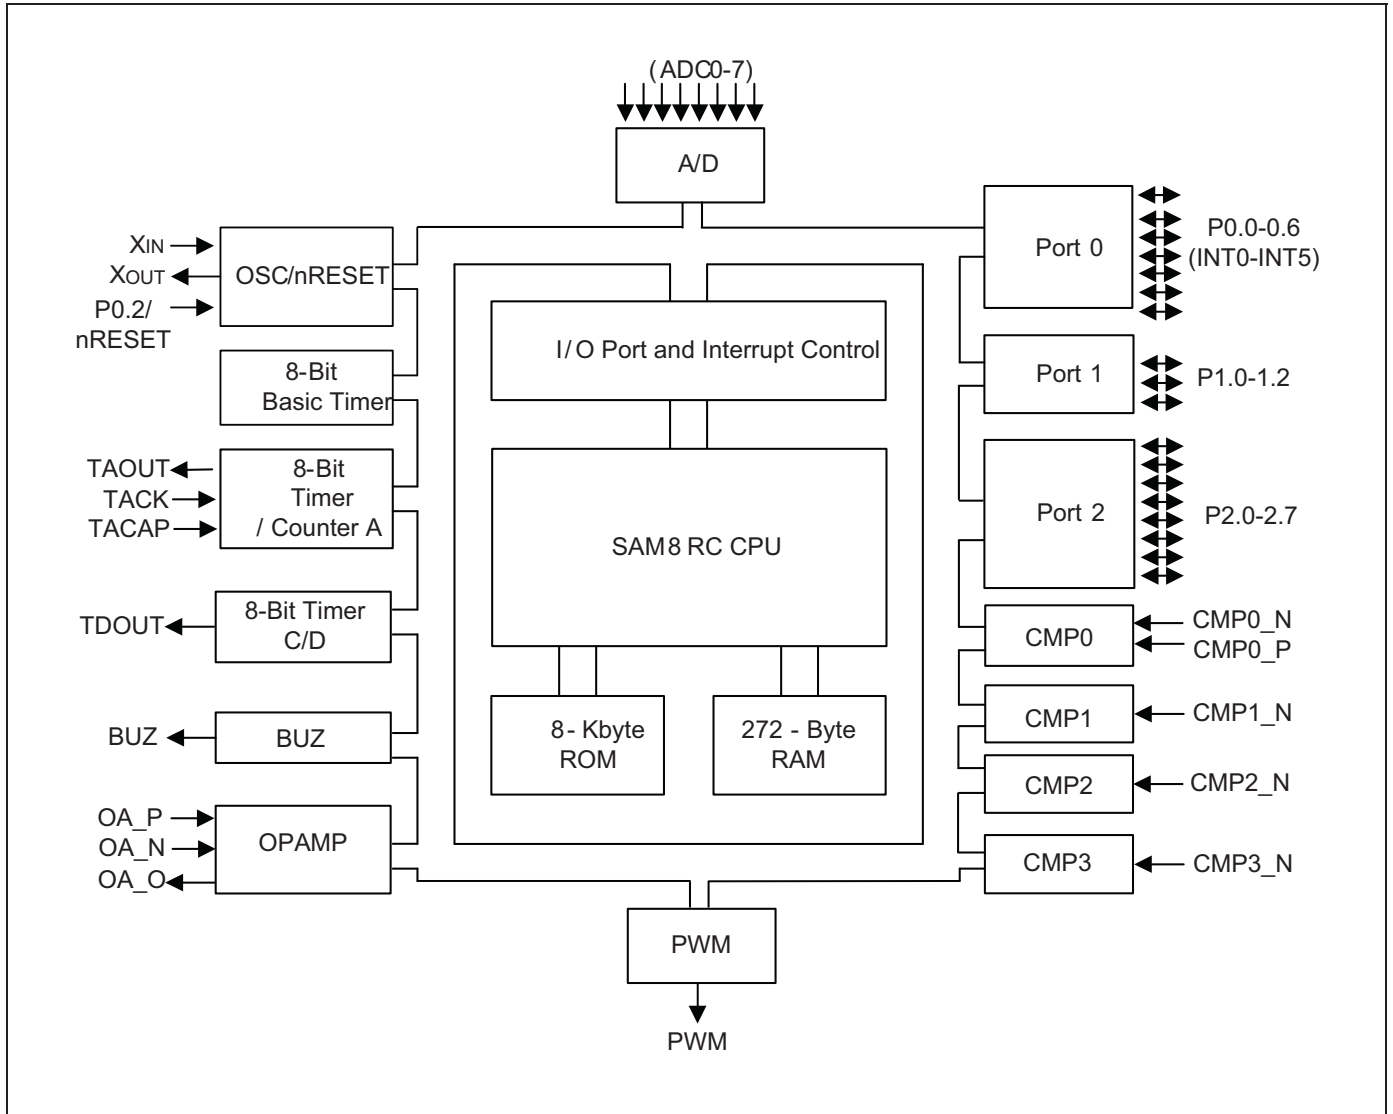 (ADC0-7)
A/D
XIN
XOUT
P0.2/
nRESET
OSC/nRESET
8-Bit
Basic Timer
TAOUT
TACK
TACAP
8-Bit
Timer
/ Counter A
TDOUT
8-Bit Timer
C/D
BUZ
BUZ
OA_P
OA_N
OA_O
OPAMP
I/O Port and Interrupt Control
SAM8 RC CPU
8- Kbyte
ROM
272 - Byte
RAM
PWM
PWM
Port 0
P0.0-0.6
(INT0-INT5)
Port 1
P1.0-1.2
Port 2
P2.0-2.7
CMP0
CMP0_N
CMP0_P
CMP1
CMP1_N
CMP2
CMP2_N
CMP3
CMP3_N